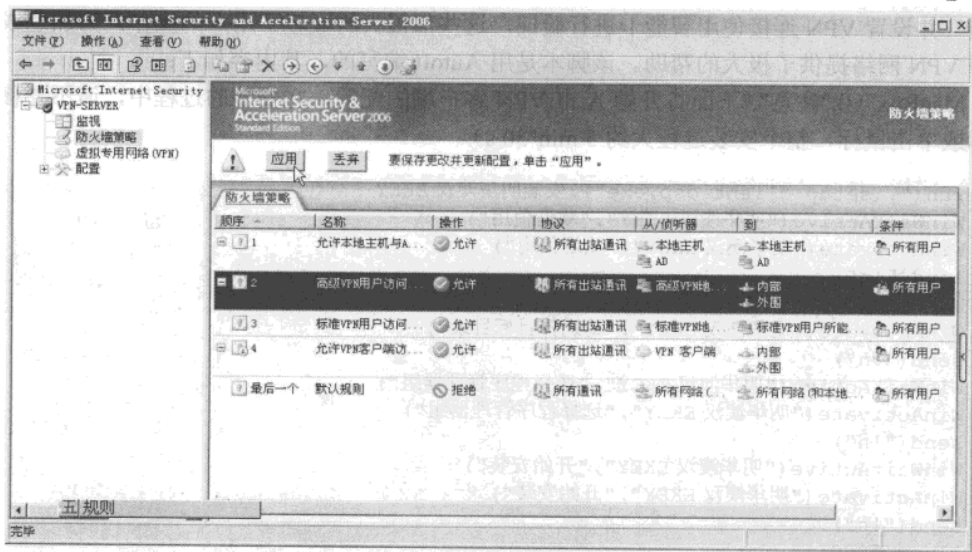 Microsoft Internet Security and Acceleration Server 2006
文件(F) 操作(A) 查看(V) 帮助(H)
Microsoft Internet Security
VPN-SERVER
监视
防火墙策略
虚拟专用网络(VPN)
配置
Microsoft
Internet Security &
Acceleration Server 2006
Standard Edition
防火墙策略
应用 丢弃 要保存更改并更新配置，单击“应用”。
防火墙策略
顺序 名称 操作 协议 从/侦听器 到 条件
1 允许本地主机与A... 允许 所有出站通讯 本地主机 本地主机 所有用户
AD AD
2 高级VPN用户访问... 允许 所有出站通讯 高级VPN地... 内部 所有用户
外围
3 标准VPN用户访问... 允许 所有出站通讯 标准VPN地... 标准VPN用户所能... 所有用户
4 允许VPN客户端访... 允许 所有出站通讯 VPN 客户端 内部 所有用户
外围
最后一个 默认规则 拒绝 所有通讯 所有网络(... 所有网络(和本地... 所有用户
五|规则
完毕